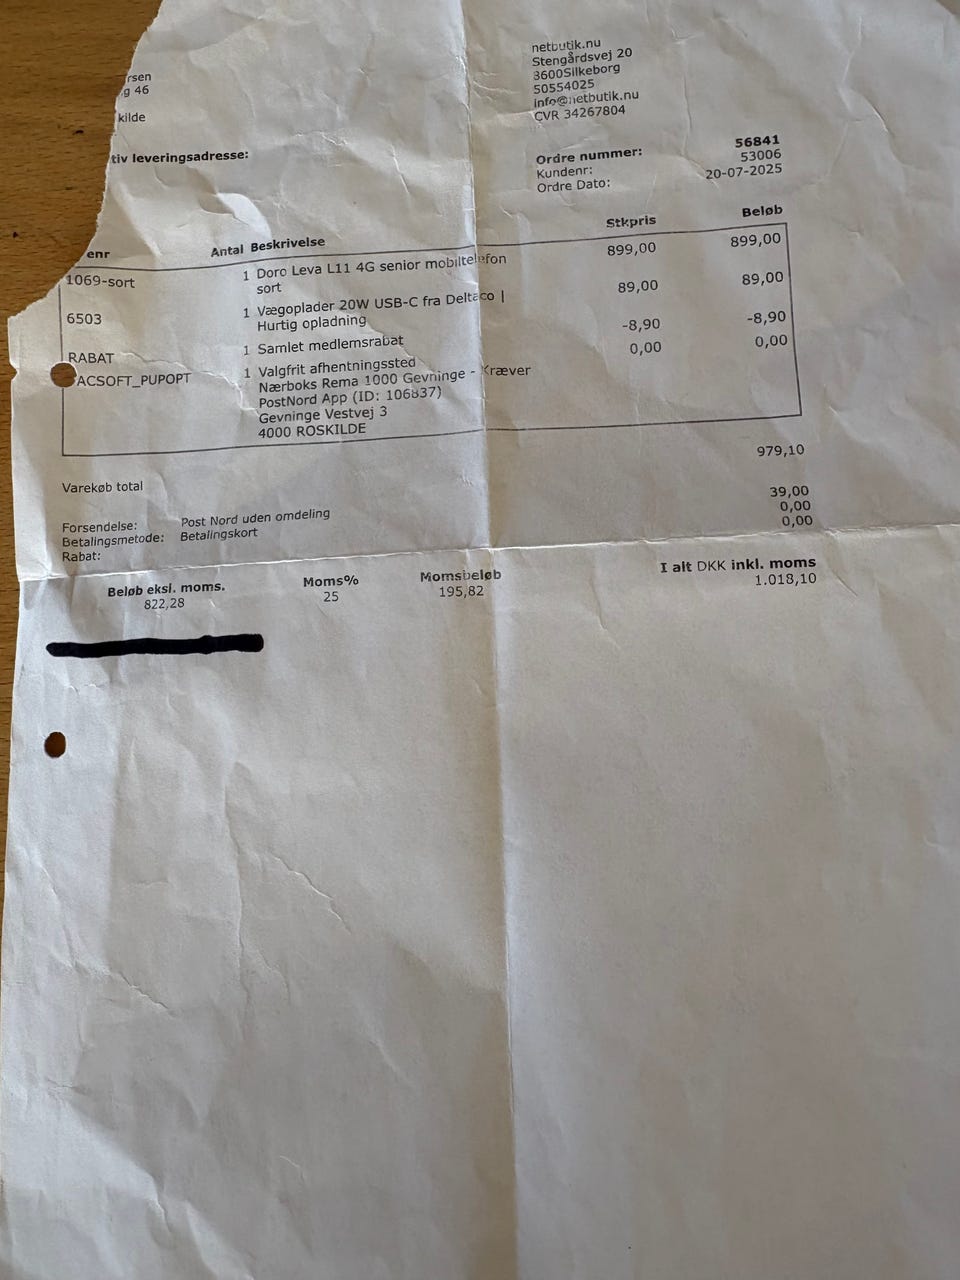 rsen
g 46
kilde
tiv leveringsadresse:
netbutik.nu
Stengårdsvej 20
8600Silkeborg
50554025
info@netbutik.nu
CVR 34267804
Ordre nummer: 56841
Kundenr: 53006
Ordre Dato: 20-07-2025
enr Antal Beskrivelse Stkpris Beløb
1069-sort 1 Doro Leva L11 4G senior mobiltelefon 899,00 899,00
sort
6503 1 Vægoplader 20W USB-C fra Deltaco | 89,00 89,00
Hurtig opladning
RABAT 1 Samlet medlemsrabat -8,90 -8,90
ACSOFT_PUPOPT 1 Valgfrit afhentningssted 0,00 0,00
Nærboks Rema 1000 Gevninge - Kræver
PostNord App (ID: 106837)
Gevninge Vestvej 3
4000 ROSKILDE
Varekøb total 979,10
Forsendelse: Post Nord uden omdeling 39,00
Betalingsmetode: Betalingskort 0,00
Rabat: 0,00
Beløb eksl. moms. Moms% Momsbeløb I alt DKK inkl. moms
822,28 25 195,82 1.018,10